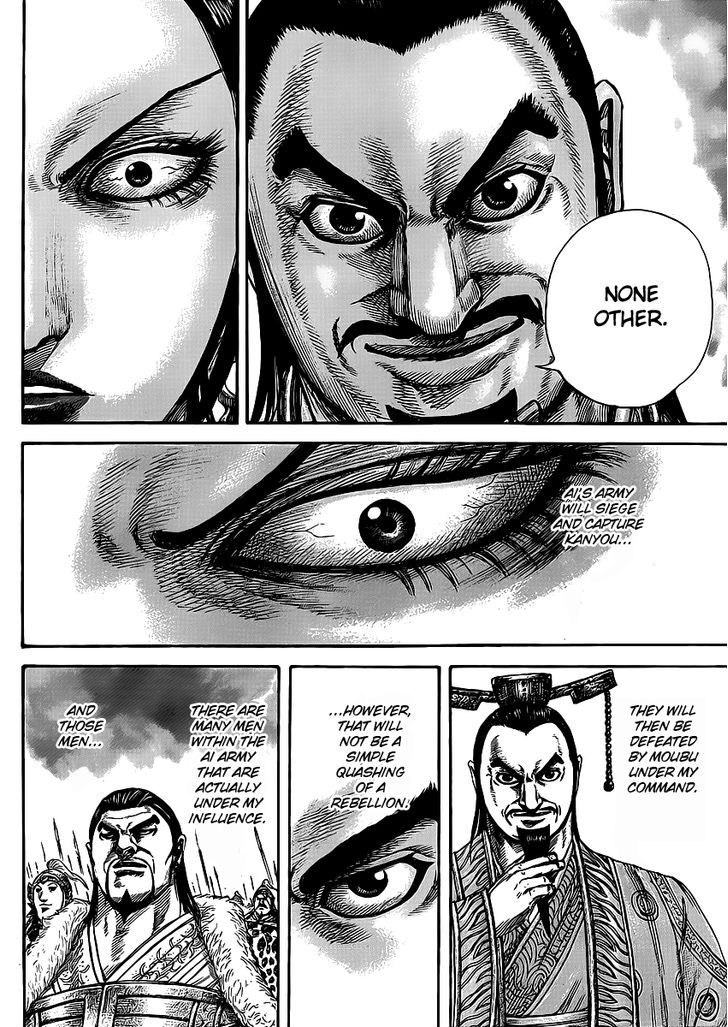 NONE
OTHER.
AI'S ARMY
WILL SIEGE
AND CAPTURE
KANYOU...
THEY WILL
THEN BE
DEFEATED
BY MOUBU
UNDER MY
COMMAND.
...HOWEVER,
THAT WILL
NOT BE A
SIMPLE
QUASHING
OF A
REBELLION.
THERE ARE
MANY MEN
WITHIN THE
AI ARMY
THAT ARE
ACTUALLY
UNDER MY
INFLUENCE.
AND
THOSE
MEN...